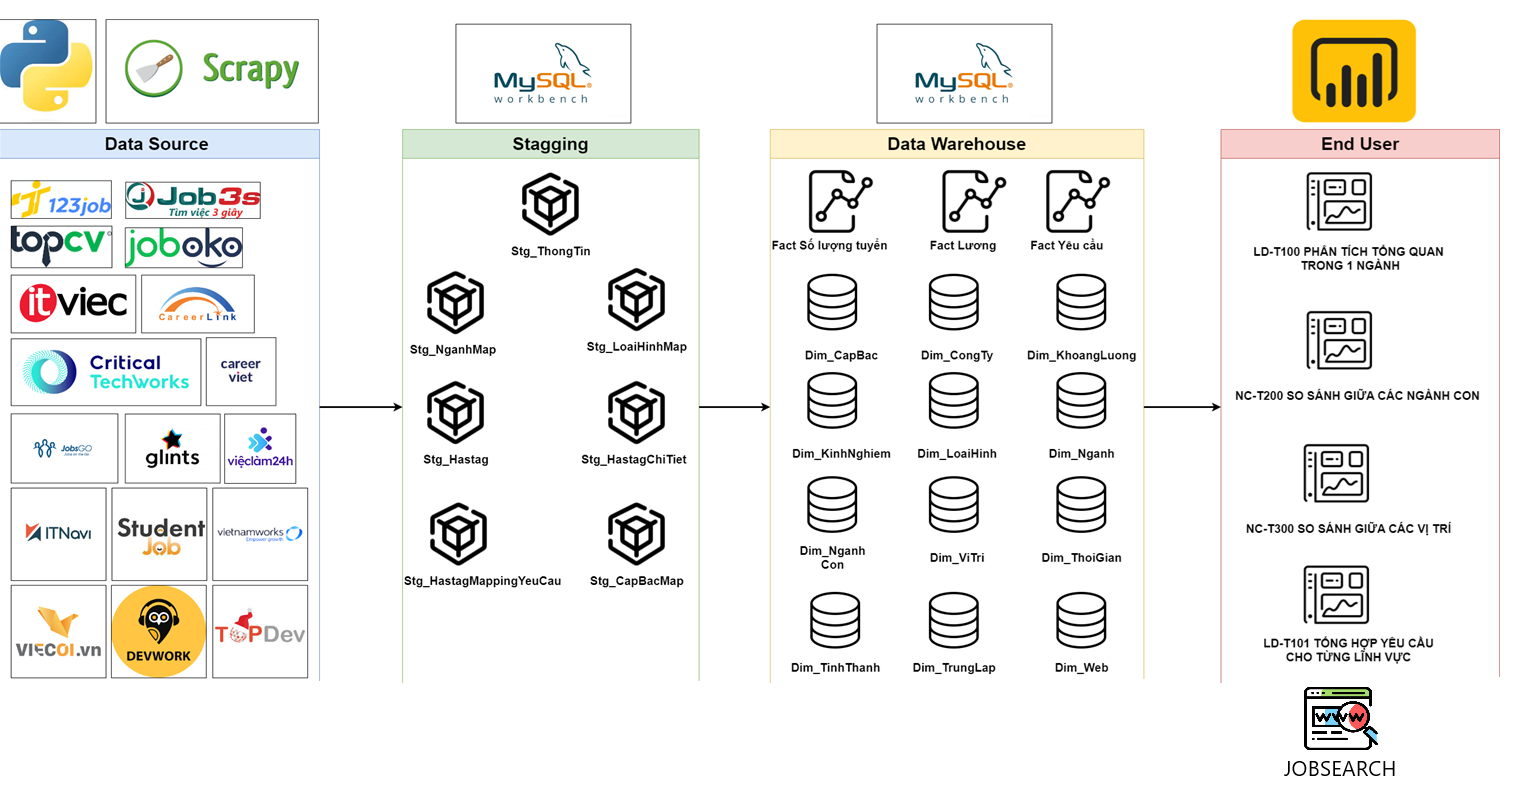 Scrapy
MySQL®
workbench
MySQL®
workbench
Data Source
Stagging
Data Warehouse
End User
123job
Job3s
Tìm việc 3 giây
topcv
joboko
itviec
CareerLink
Critical
TechWorks
career
viet
JobsGO
glints
việclàm24h
ITNavi
Student
Job
vietnamworks
Empower growth
VIECOI.vn
DEVWORK
TOPDev
Stg_ThongTin
Stg_NganhMap
Stg_LoaiHinhMap
Stg_Hastag
Stg_HastagChiTiet
Stg_HastagMappingYeuCau
Stg_CapBacMap
Fact Số lượng tuyển
Fact Lương
Fact Yêu cầu
Dim_CapBac
Dim_CongTy
Dim_KhoangLuong
Dim_KinhNghiem
Dim_LoaiHinh
Dim_Nganh
Dim_Nganh
Con
Dim_ViTri
Dim_ThoiGian
Dim_TinhThanh
Dim_TrungLap
Dim_Web
LD-T100 PHÂN TÍCH TỔNG QUAN
TRONG 1 NGÀNH
NC-T200 SO SÁNH GIỮA CÁC NGÀNH CON
NC-T300 SO SÁNH GIỮA CÁC VỊ TRÍ
LD-T101 TỔNG HỢP YÊU CẦU
CHO TỪNG LĨNH VỰC
WWW
JOBSEARCH